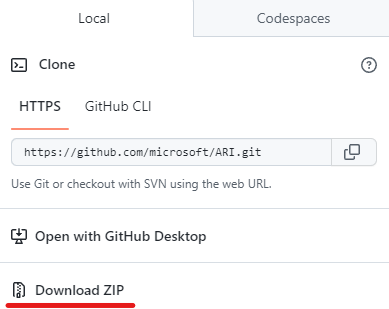 Local Codespaces
Clone
HTTPS GitHub CLI
https://github.com/microsoft/ARI.git
Use Git or checkout with SVN using the web URL.
Open with GitHub Desktop
Download ZIP